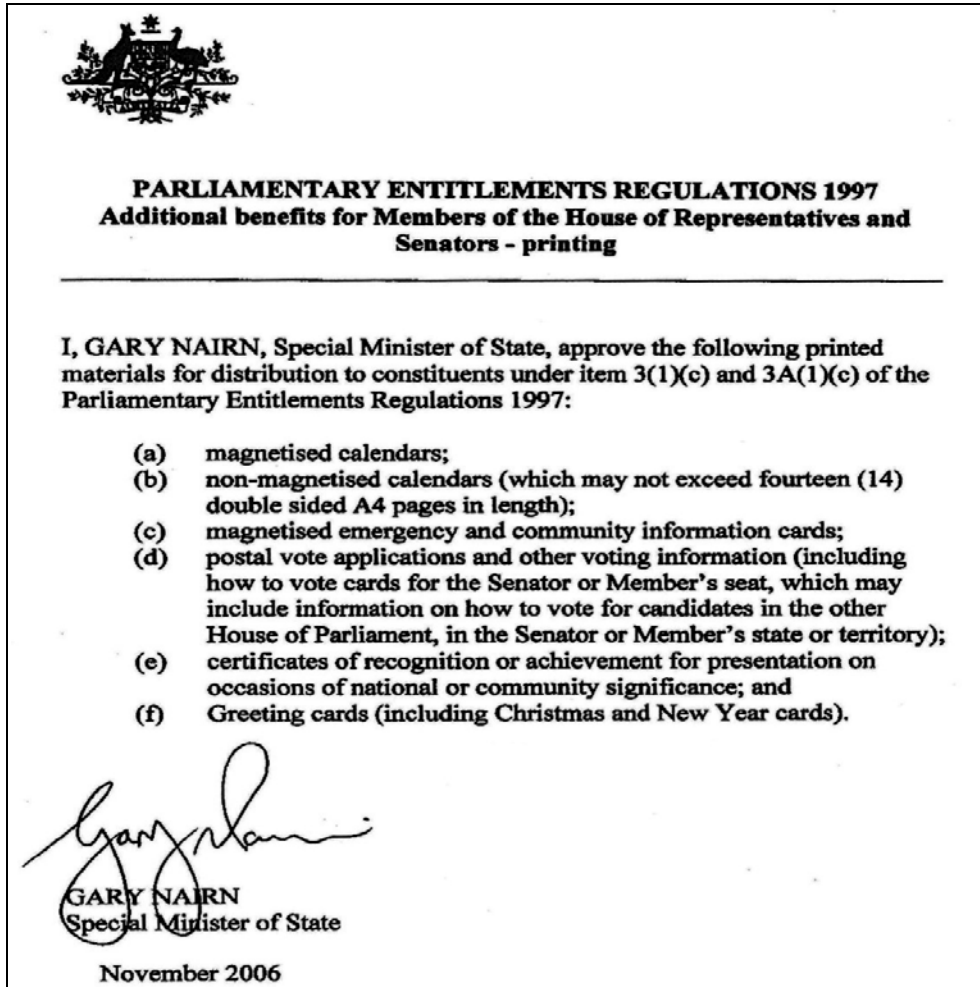 PARLIAMENTARY ENTITLEMENTS REGULATIONS 1997
Additional benefits for Members of the House of Representatives and
Senators - printing
I, GARY NAIRN, Special Minister of State, approve the following printed
materials for distribution to constituents under item 3(1)(c) and 3A(1)(c) of the
Parliamentary Entitlements Regulations 1997:
(a) magnetised calendars;
(b) non-magnetised calendars (which may not exceed fourteen (14)
double sided A4 pages in length);
(c) magnetised emergency and community information cards;
(d) postal vote applications and other voting information (including
how to vote cards for the Senator or Member's seat, which may
include information on how to vote for candidates in the other
House of Parliament, in the Senator or Member's state or territory);
(e) certificates of recognition or achievement for presentation on
occasions of national or community significance; and
(f) Greeting cards (including Christmas and New Year cards).
Gary Nairn
GARY NAIRN
Special Minister of State
November 2006